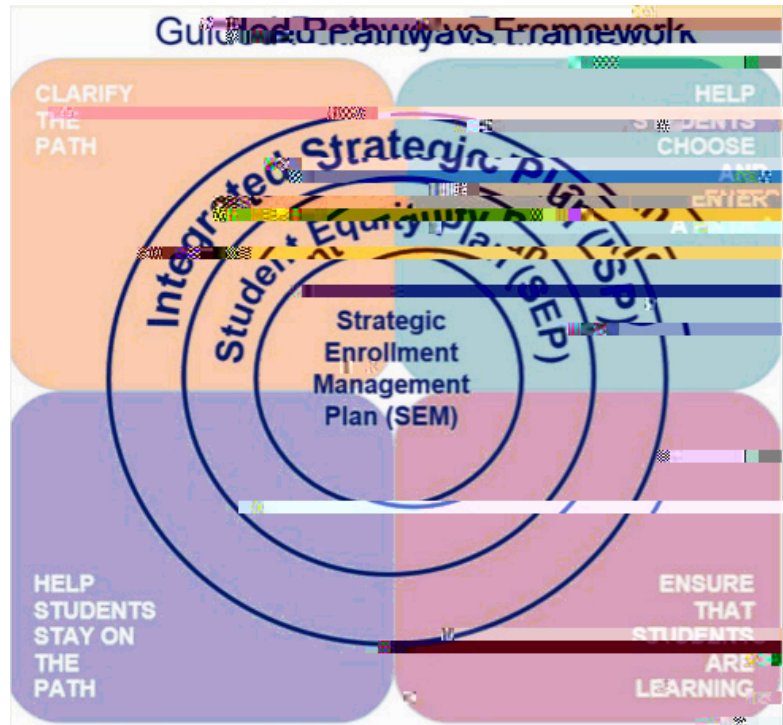 Guided Pathways Framework
CLARIFY
THE
PATH
HELP
STUDENTS
CHOOSE
AND
ENTER
Integrated Strategic Plan (ISP)
Student Equity Plan (SEP)
Strategic
Enrollment
Management
Plan (SEM)
HELP
STUDENTS
STAY ON
THE
PATH
ENSURE
THAT
STUDENTS
ARE
LEARNING